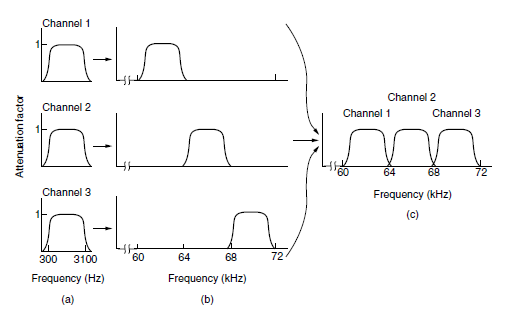 Channel 1
1
Channel 2
1
Attenuation factor
Channel 3
1
300 3100
Frequency (Hz)
(a)
60 64 68 72
Frequency (kHz)
(b)
Channel 2
Channel 1 Channel 3
60 64 68 72
Frequency (kHz)
(c)